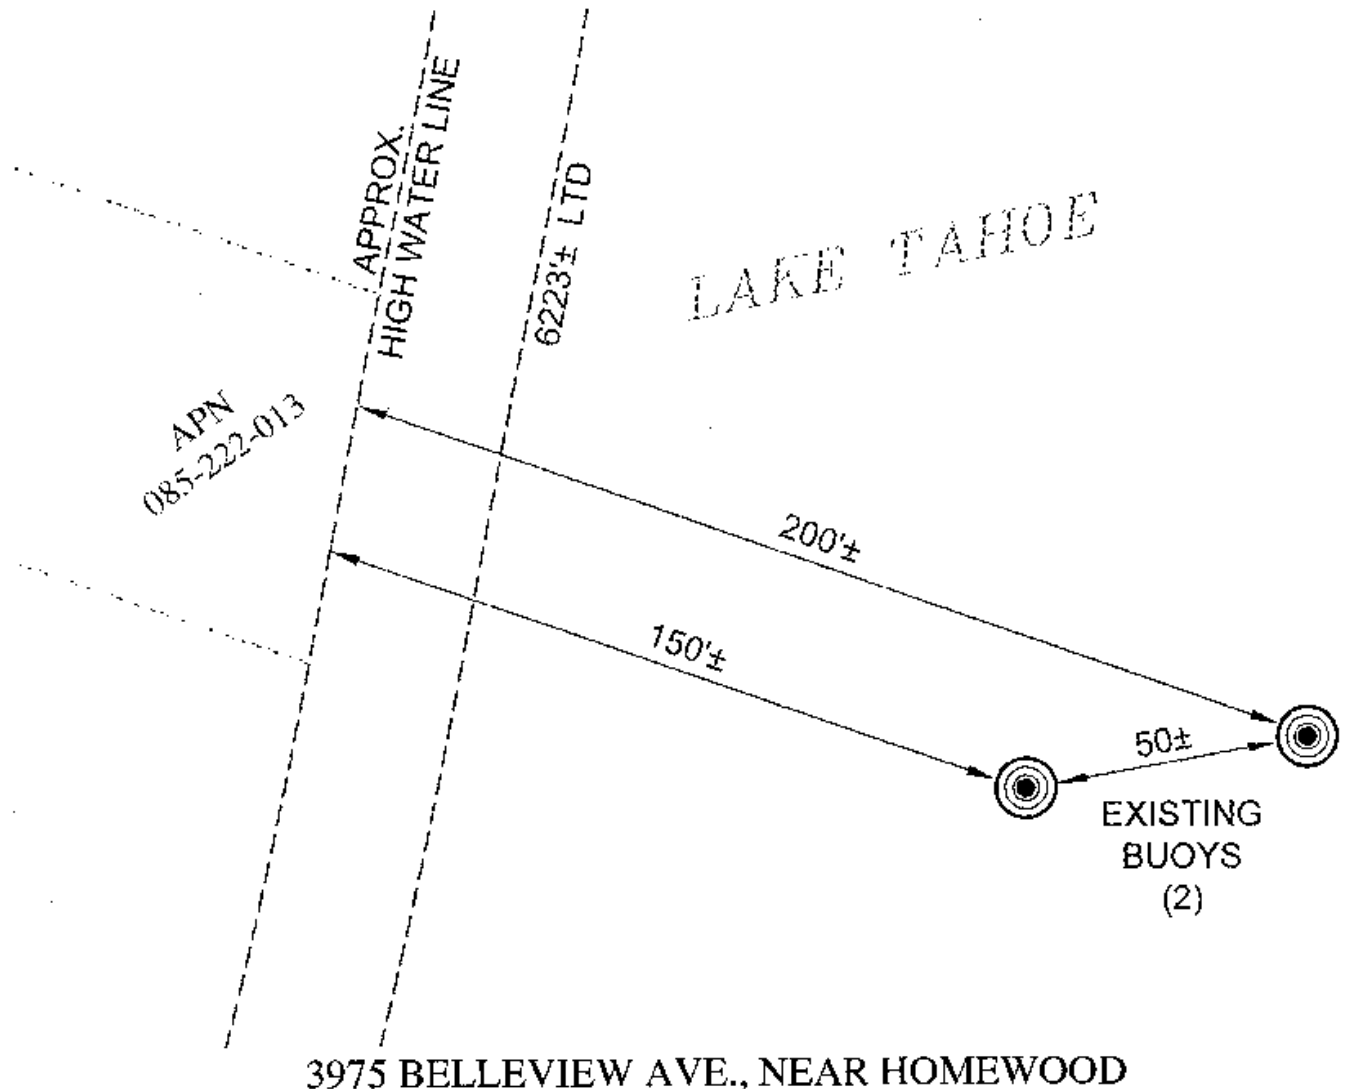 APPROX.
HIGH WATER LINE
6223'± LTD
LAKE TAHOE
APN
085-222-013
200'±
150'±
50±
EXISTING
BUOYS
(2)
3975 BELLEVIEW AVE., NEAR HOMEWOOD